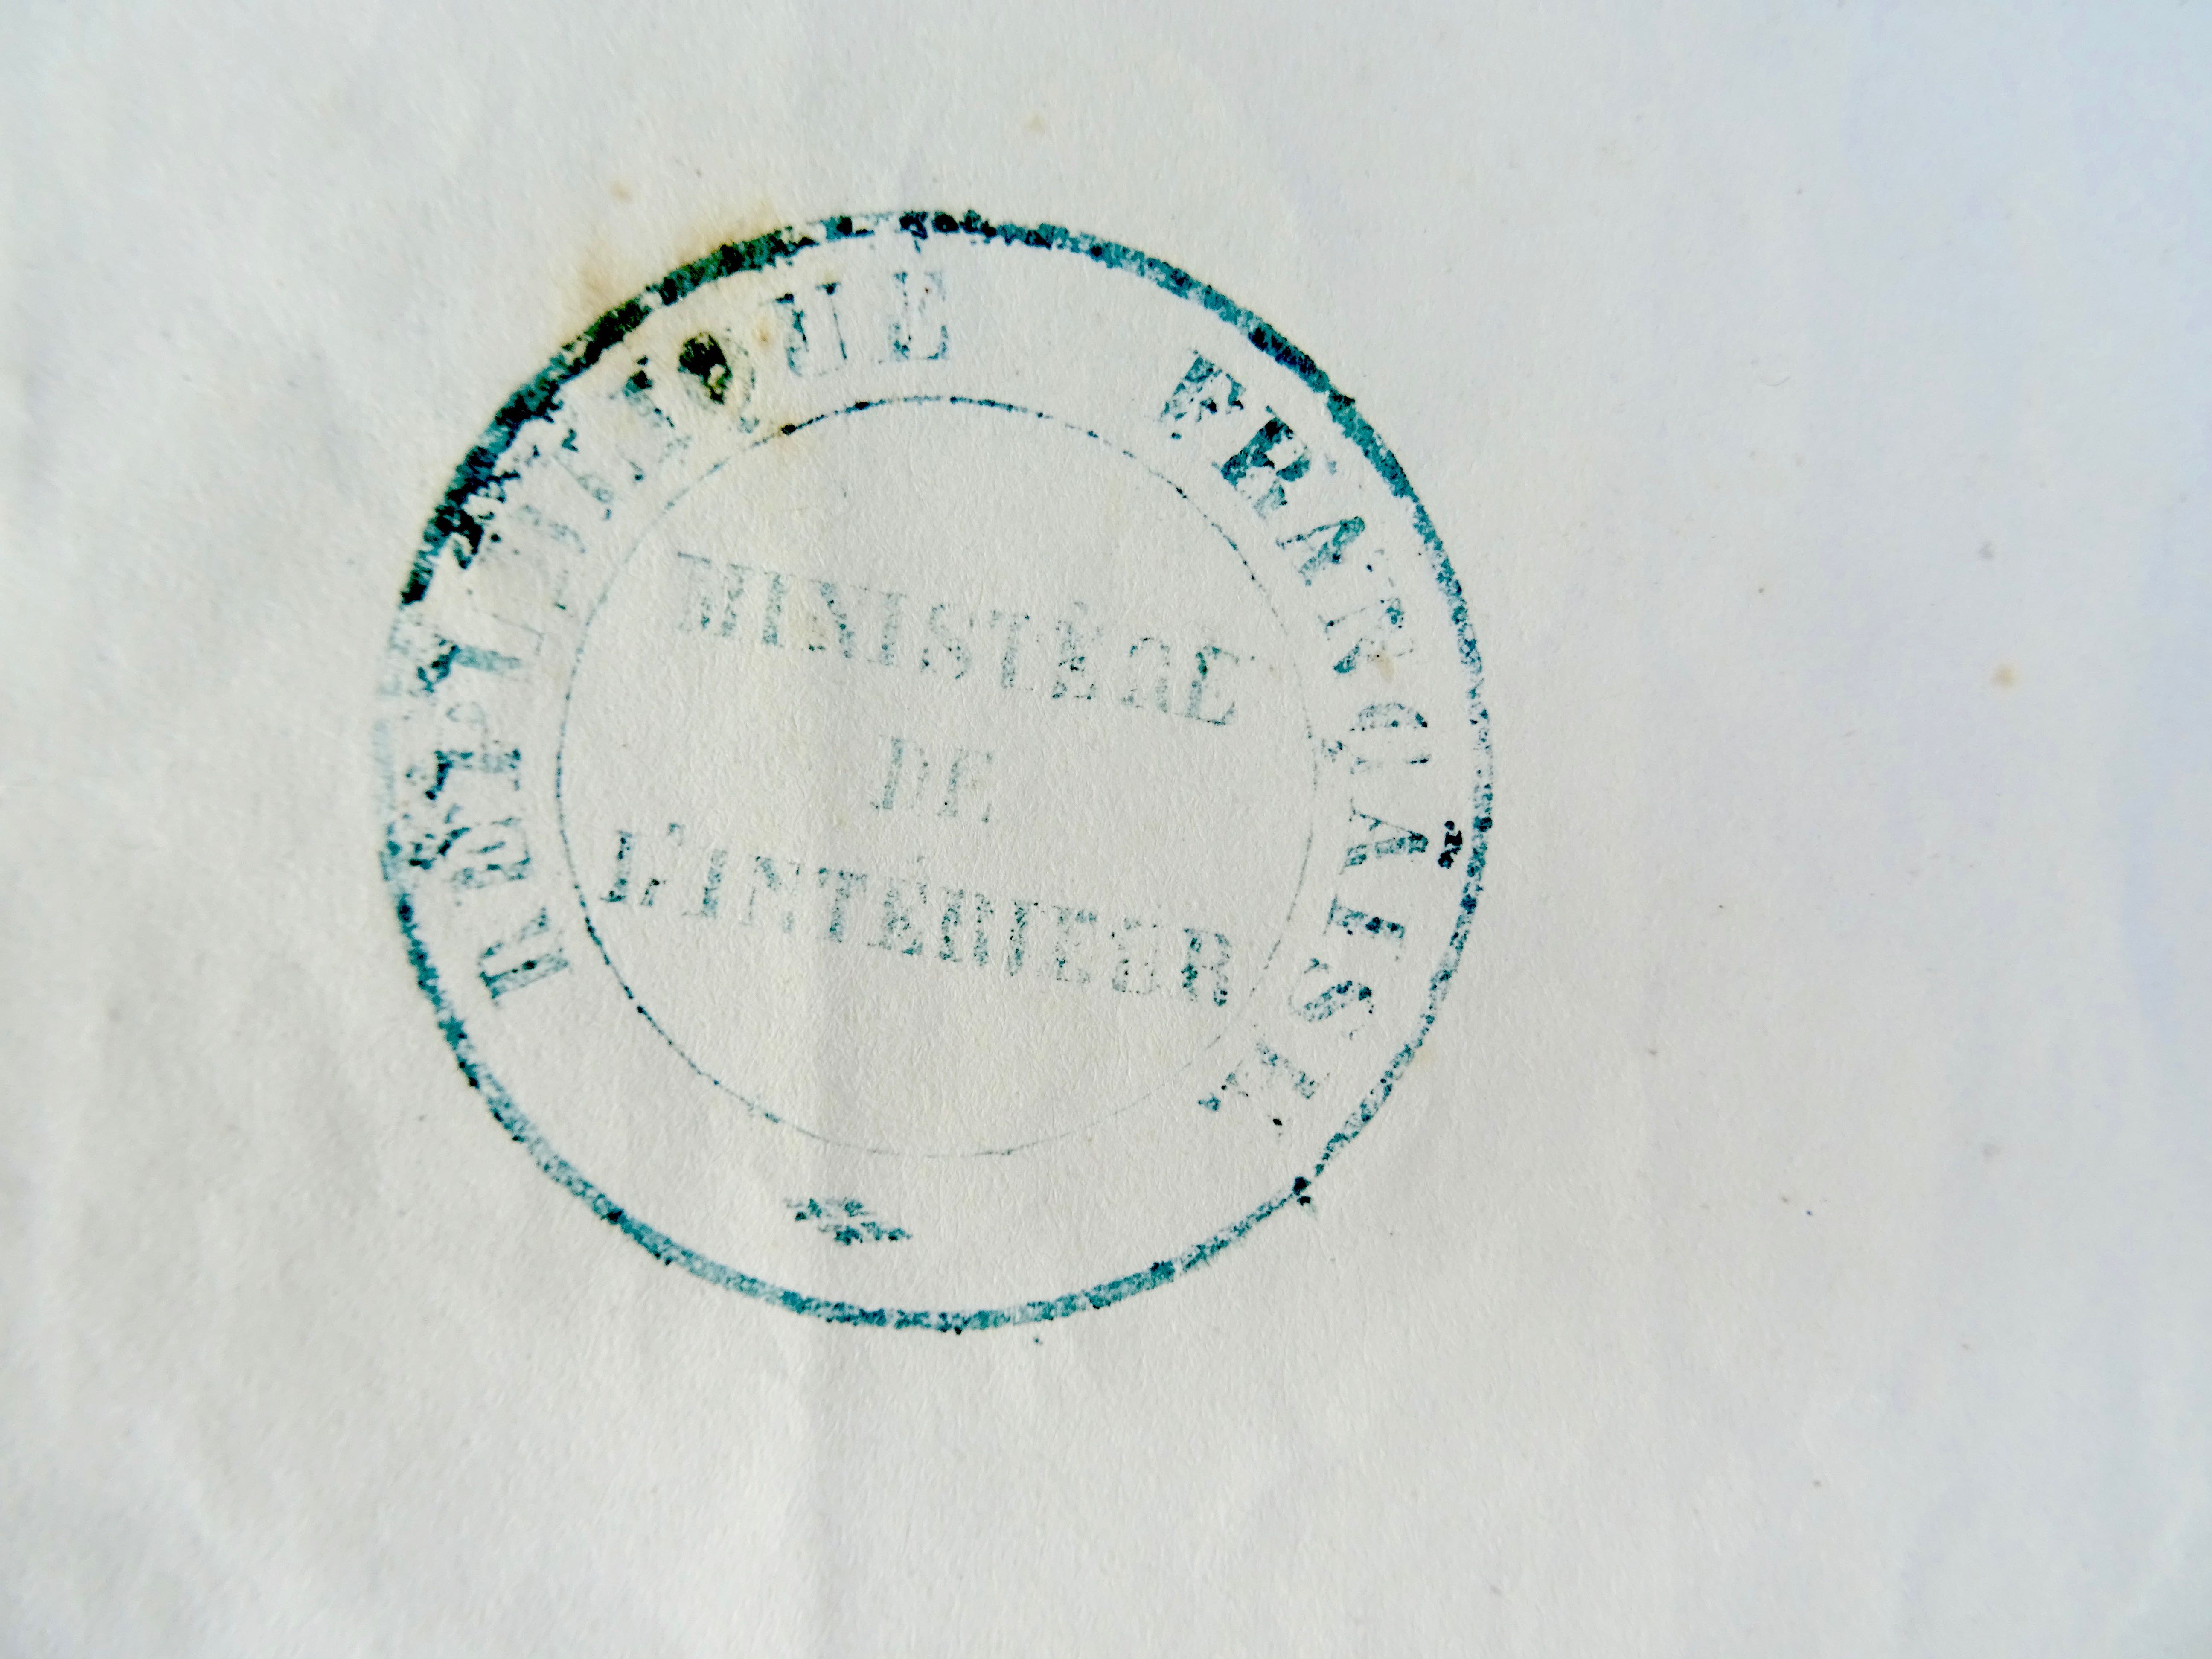 RÉPUBLIQUE FRANÇAISE
MINISTÈRE
DE
L'INTÉRIEUR